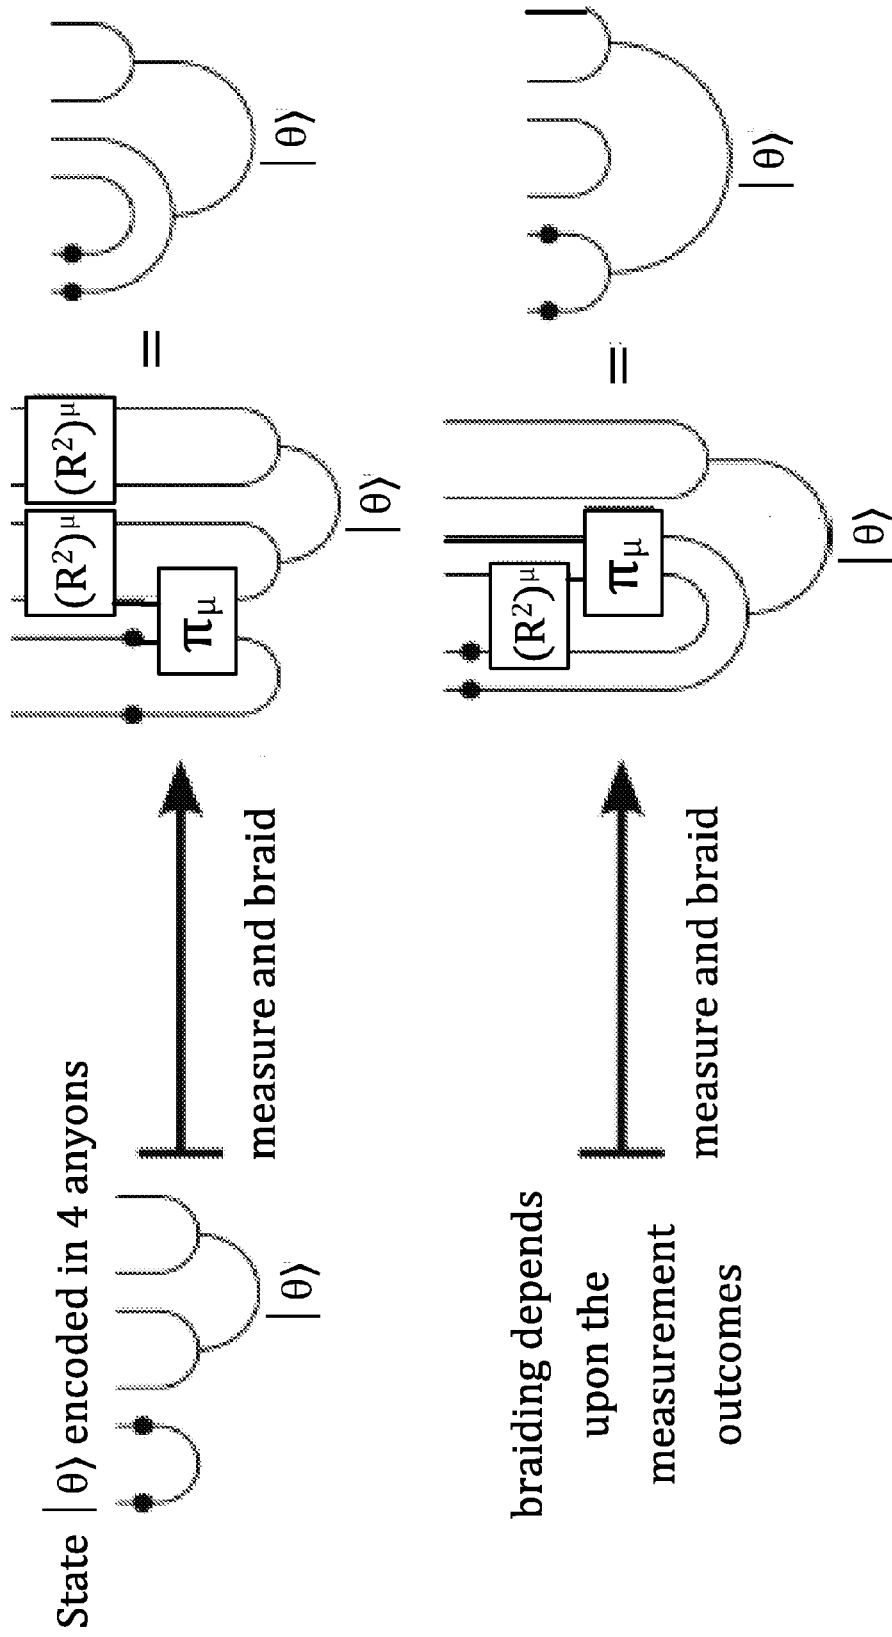 State |θ⟩ encoded in 4 anyons
|θ⟩
measure and braid
(R²)^μ
(R²)^μ
π_μ
|θ⟩
=
|θ⟩
braiding depends
upon the
measurement
outcomes
measure and braid
(R²)^μ
π_μ
|θ⟩
=
|θ⟩